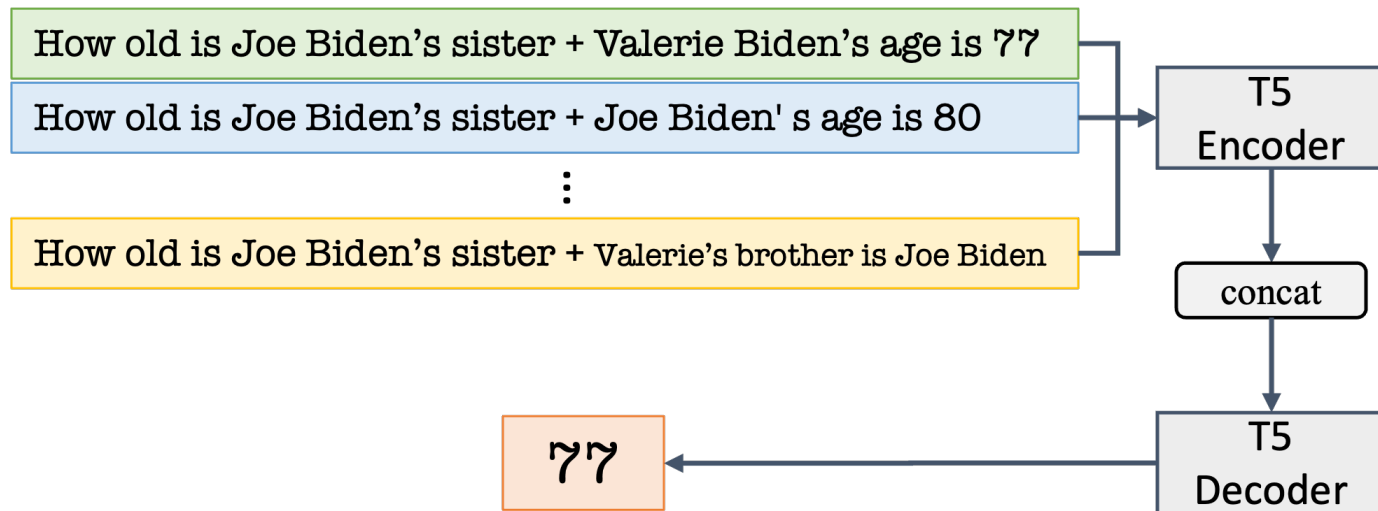 How old is Joe Biden’s sister + Valerie Biden’s age is 77
How old is Joe Biden’s sister + Joe Biden' s age is 80
⋮
How old is Joe Biden’s sister + Valerie’s brother is Joe Biden
T5
Encoder
concat
T5
Decoder
77